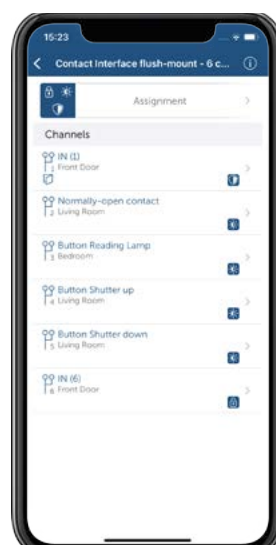 15:23
Contact Interface flush-mount - 6 c...
Assignment
Channels
IN (1)
1 Front Door
Normally-open contact
2 Living Room
Button Reading Lamp
3 Bedroom
Button Shutter up
4 Living Room
Button Shutter down
5 Living Room
IN (6)
6 Front Door